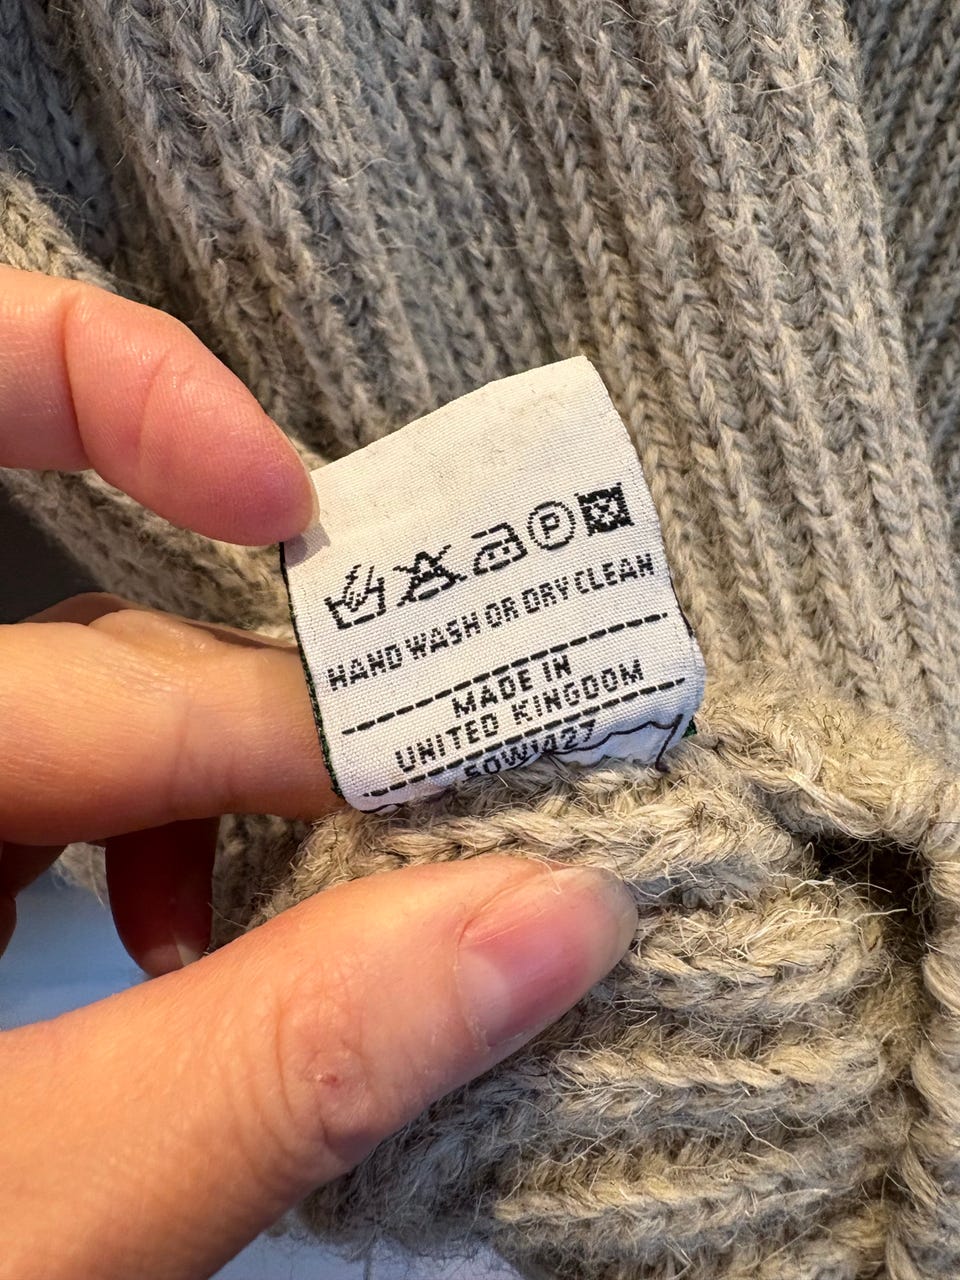 P
HAND WASH OR DRY CLEAN
MADE IN
UNITED KINGDOM